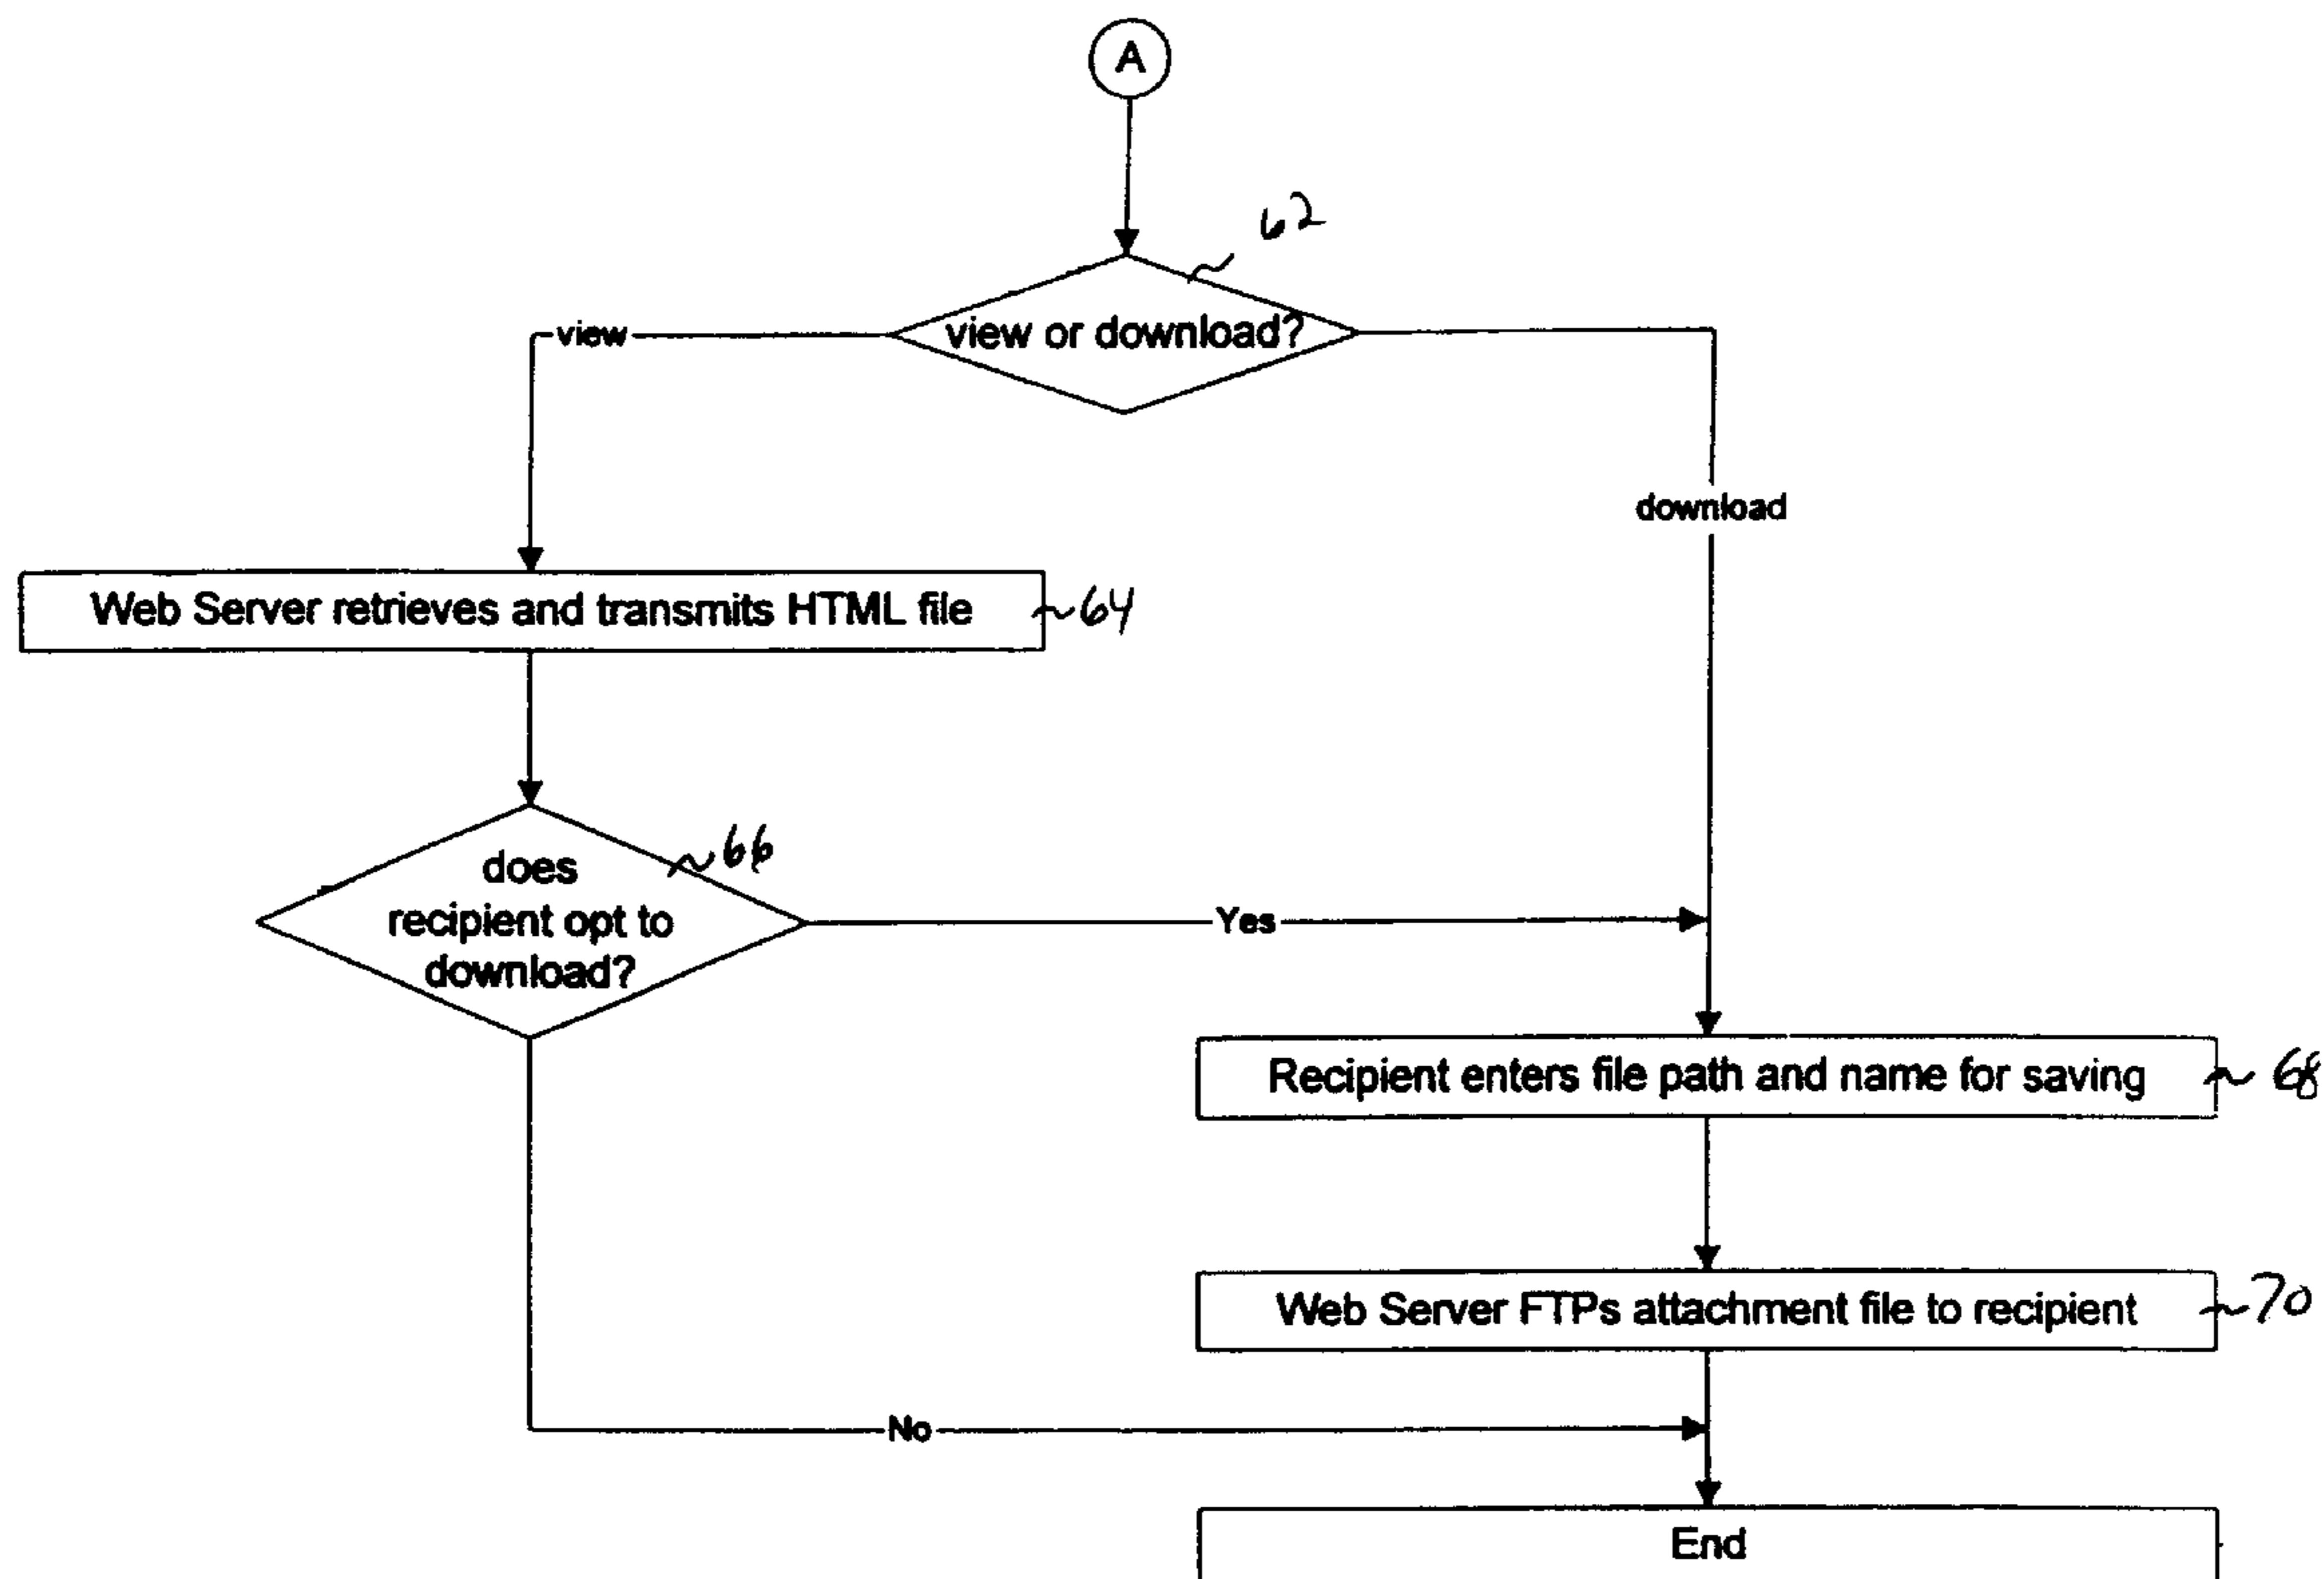 A
62
view or download?
view
download
Web Server retrieves and transmits HTML file
64
does
recipient opt to
download?
66
Yes
Recipient enters file path and name for saving
68
Web Server FTPs attachment file to recipient
70
No
End